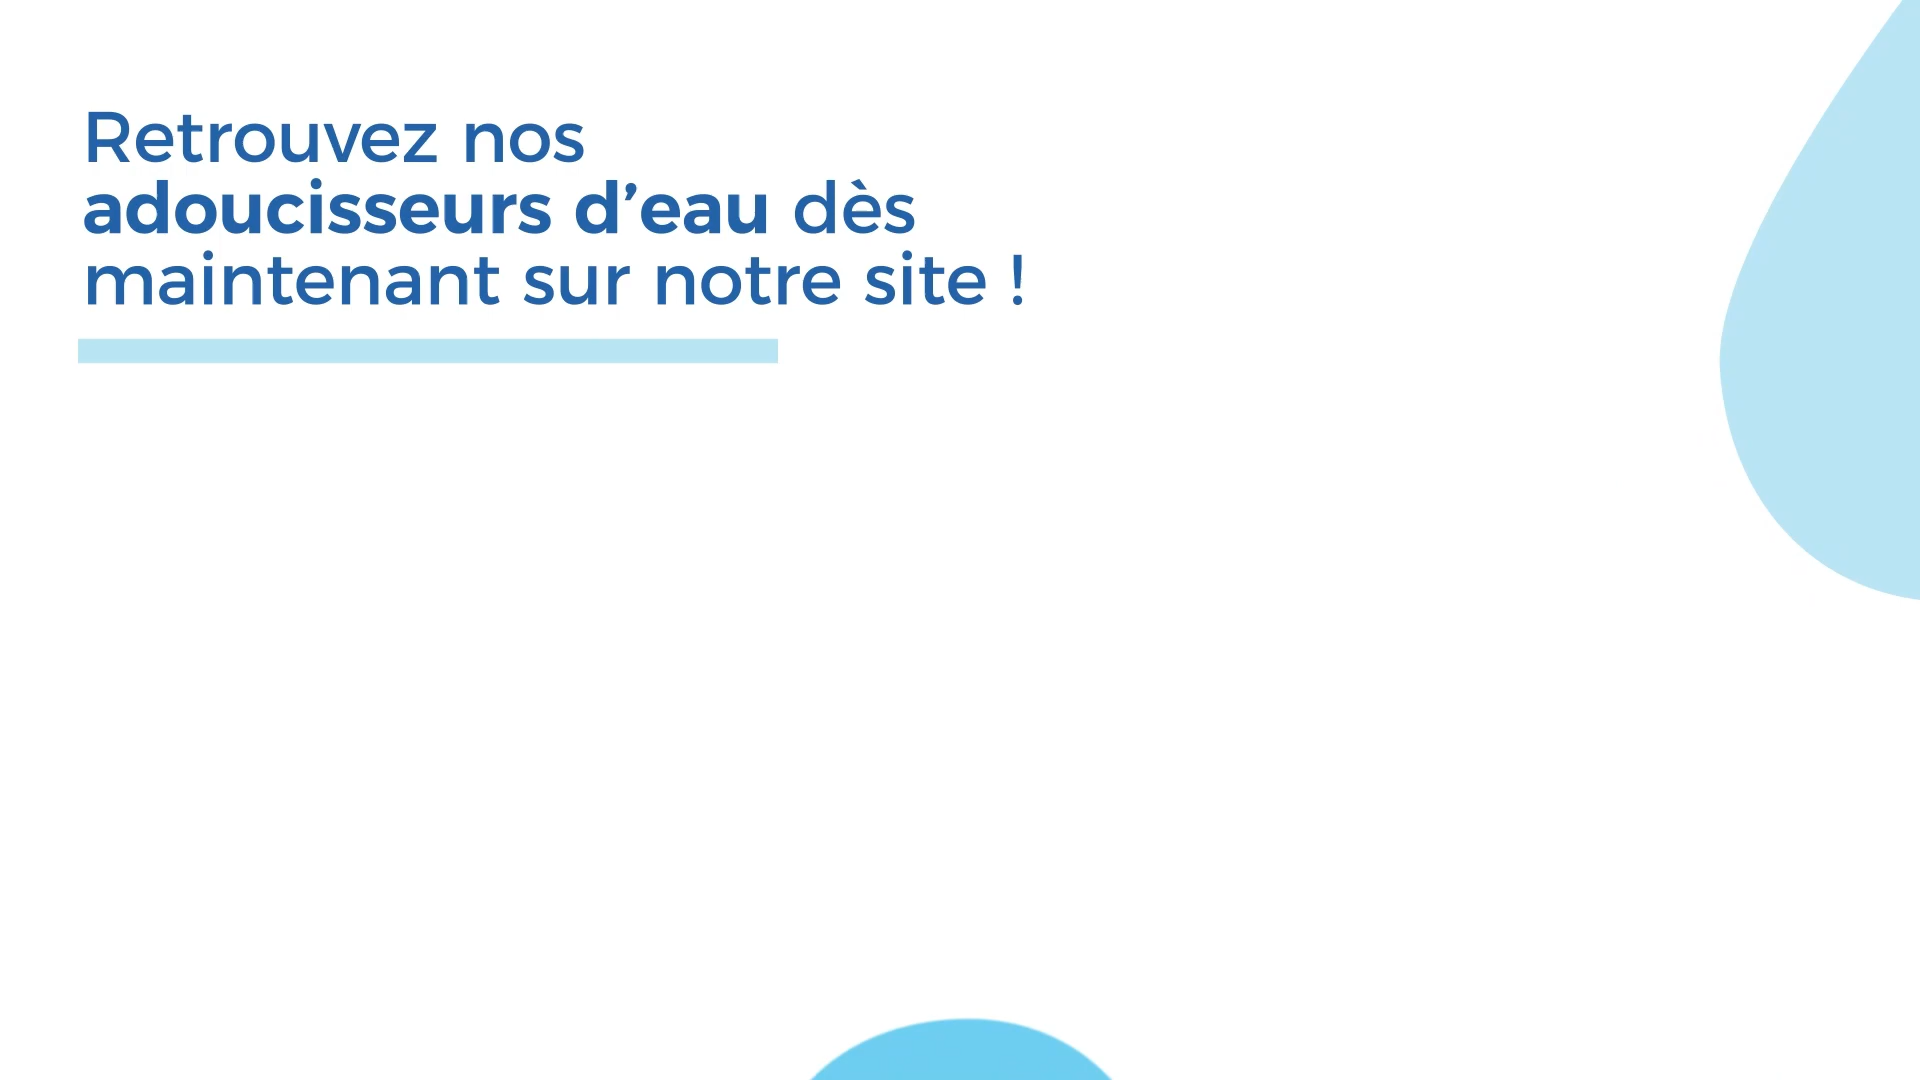 Retrouvez nos
adoucisseurs d’eau dès
maintenant sur notre site !